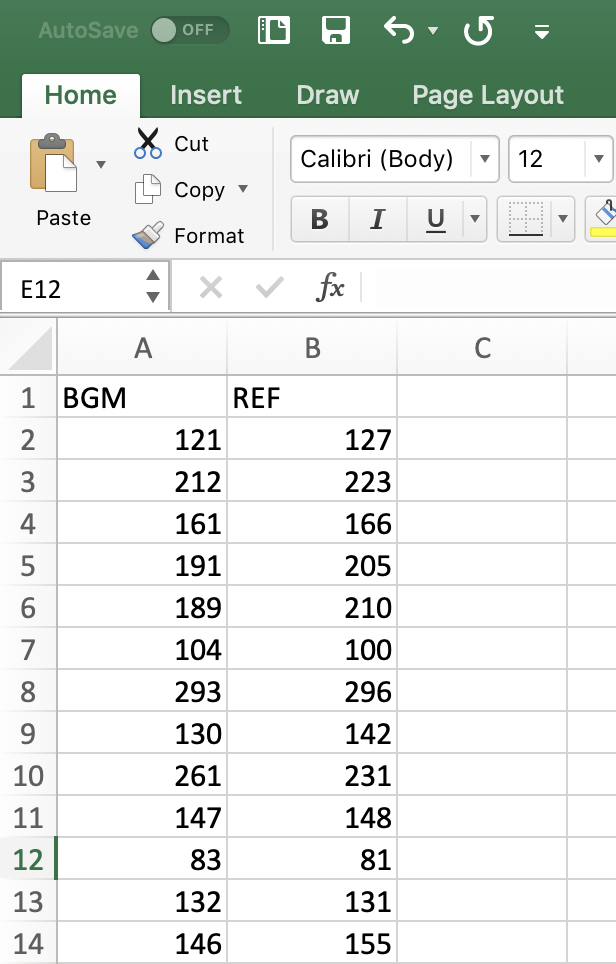 AutoSave OFF
Home Insert Draw Page Layout
Paste
Cut
Copy
Format
Calibri (Body) 12
B I U
E12 fx
A B C
1 BGM REF
2 121 127
3 212 223
4 161 166
5 191 205
6 189 210
7 104 100
8 293 296
9 130 142
10 261 231
11 147 148
12 83 81
13 132 131
14 146 155